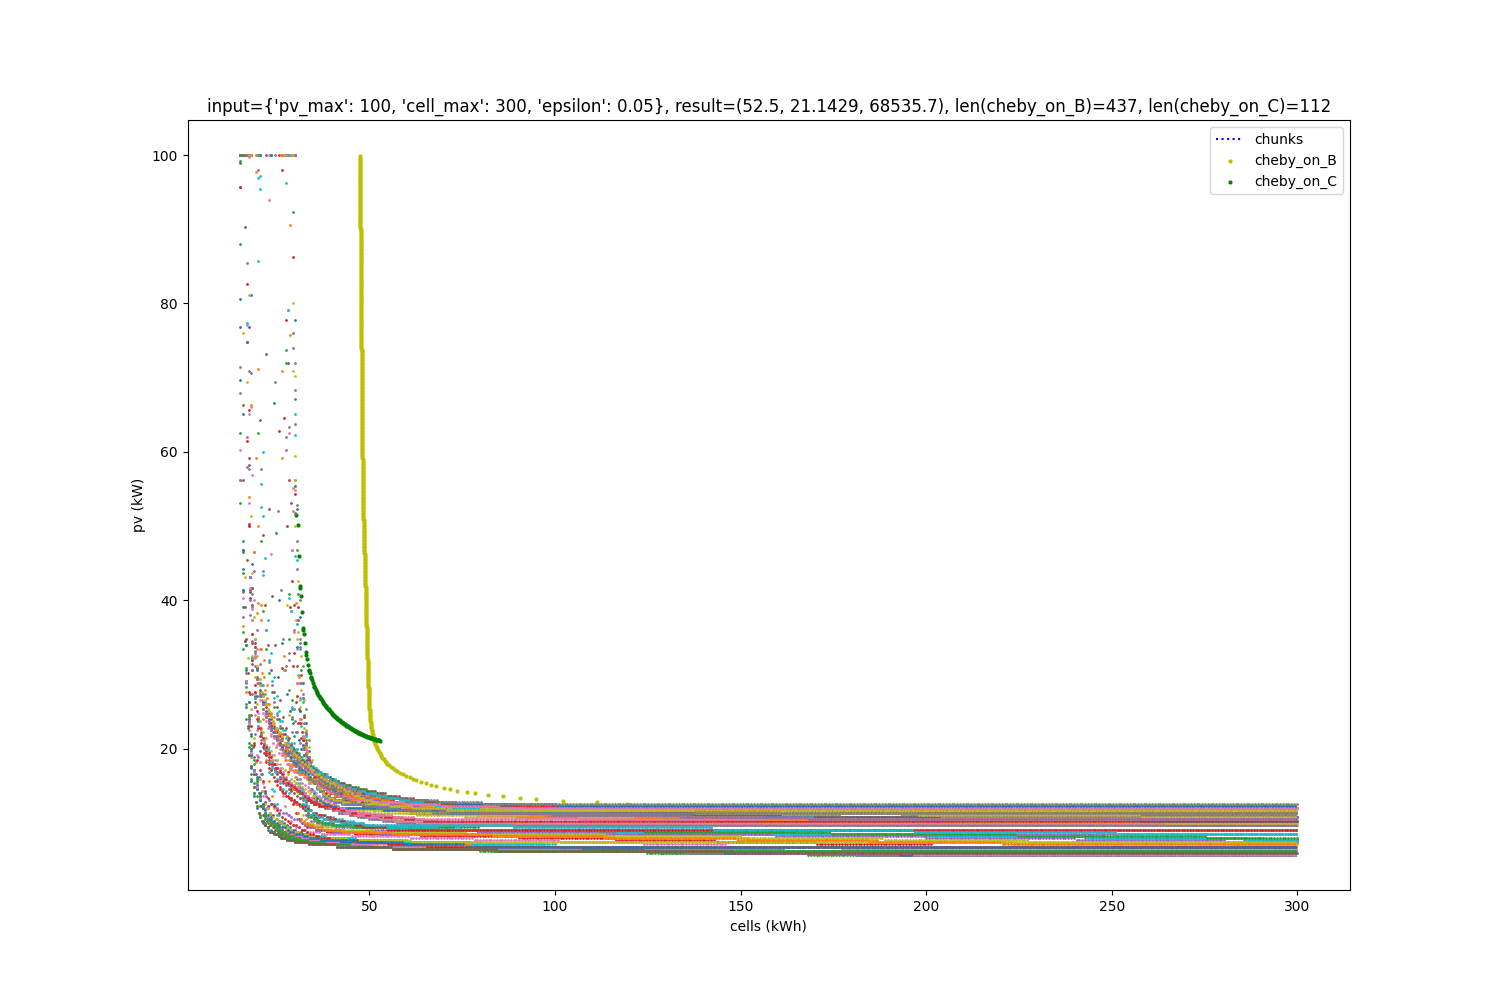 input={'pv_max': 100, 'cell_max': 300, 'epsilon': 0.05}, result=(52.5, 21.1429, 68535.7), len(cheby_on_B)=437, len(cheby_on_C)=112
chunks
cheby_on_B
cheby_on_C
100
80
60
40
20
pv (kW)
50 100 150 200 250 300
cells (kWh)